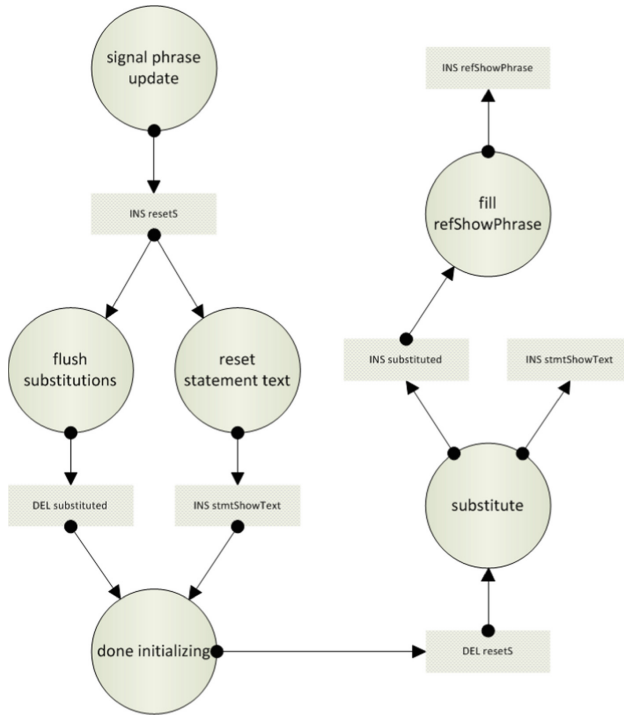 signal phrase
update
INS resetS
flush
substitutions
reset
statement text
DEL substituted
INS stmtShowText
done initializing
DEL resetS
substitute
INS substituted
INS stmtShowText
fill
refShowPhrase
INS refShowPhrase